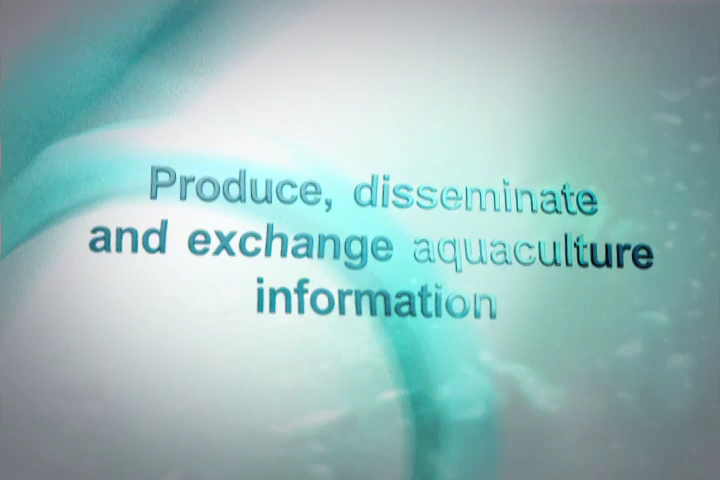 Produce, disseminate
and exchange aquaculture
information